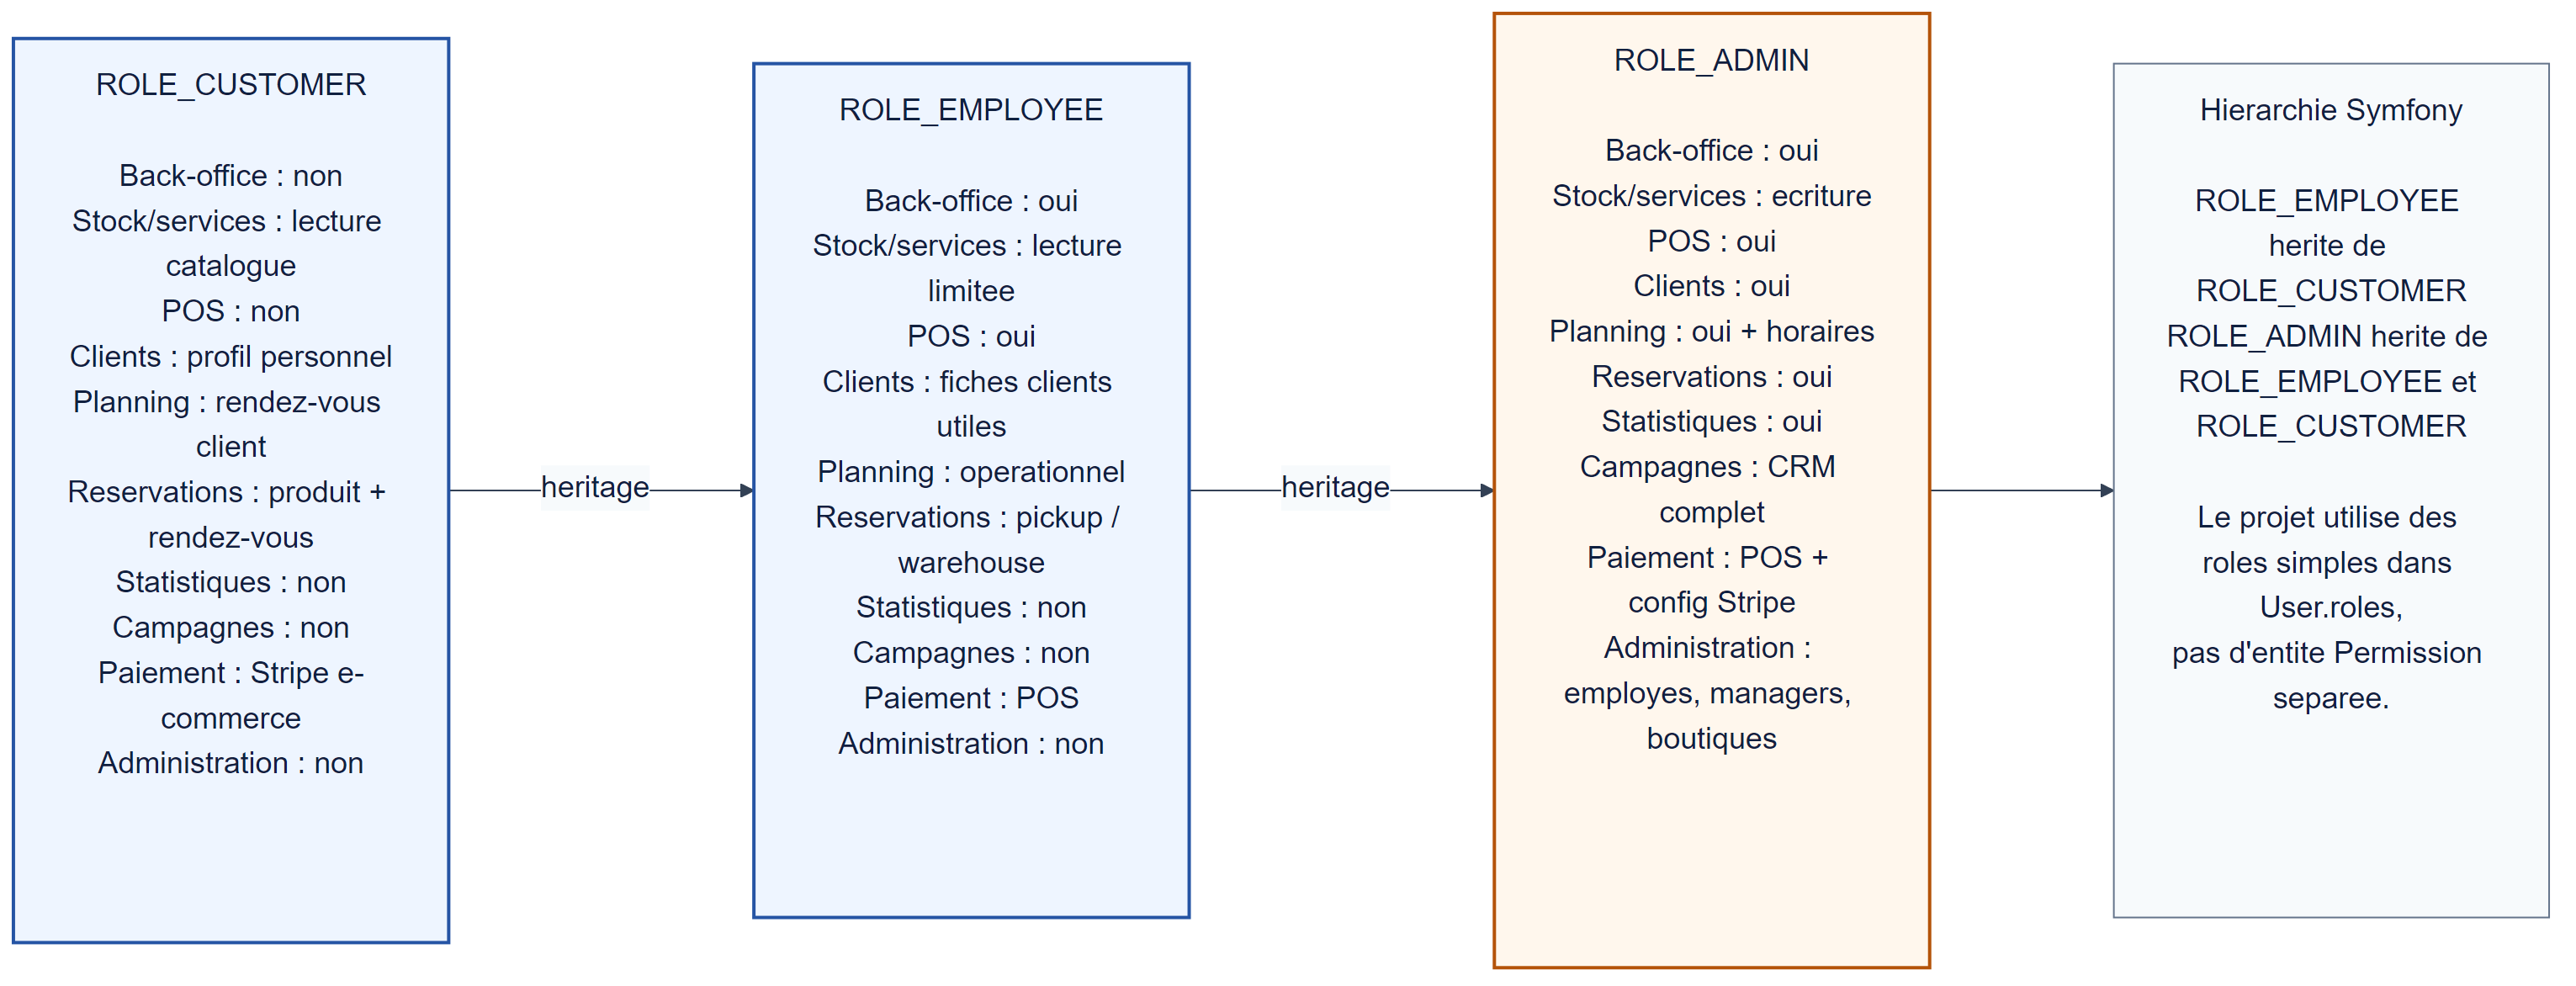 ROLE_CUSTOMER
Back-office : non
Stock/services : lecture
catalogue
POS : non
Clients : profil personnel
Planning : rendez-vous
client
Reservations : produit +
rendez-vous
Statistiques : non
Campagnes : non
Paiement : Stripe e-
commerce
Administration : non
heritage
ROLE_EMPLOYEE
Back-office : oui
Stock/services : lecture
limitee
POS : oui
Clients : fiches clients
utiles
Planning : operationnel
Reservations : pickup /
warehouse
Statistiques : non
Campagnes : non
Paiement : POS
Administration : non
heritage
ROLE_ADMIN
Back-office : oui
Stock/services : ecriture
POS : oui
Clients : oui
Planning : oui + horaires
Reservations : oui
Statistiques : oui
Campagnes : CRM
complet
Paiement : POS +
config Stripe
Administration :
employes, managers,
boutiques
Hierarchie Symfony
ROLE_EMPLOYEE
herite de
ROLE_CUSTOMER
ROLE_ADMIN herite de
ROLE_EMPLOYEE et
ROLE_CUSTOMER
Le projet utilise des
roles simples dans
User.roles,
pas d'entite Permission
separee.